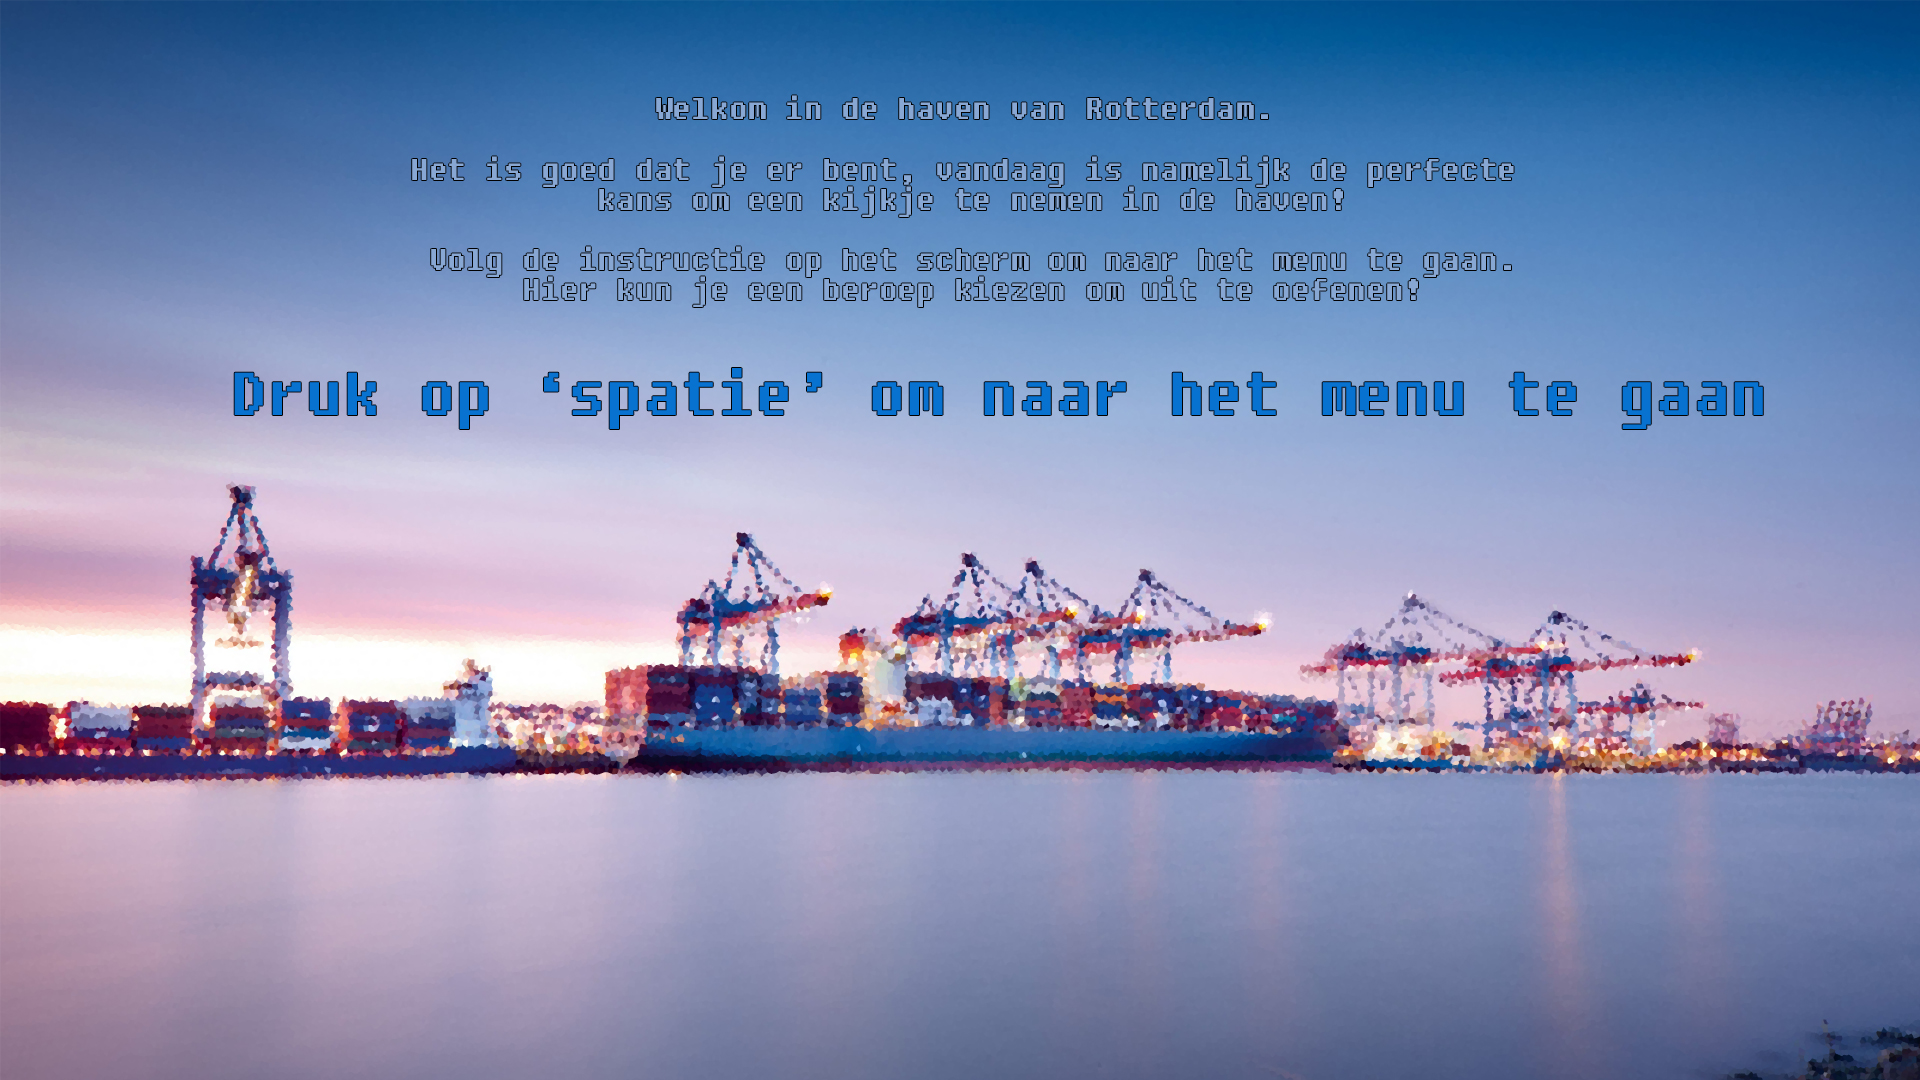 Welkom in de haven van Rotterdam.
Het is goed dat je er bent, vandaag is namelijk de perfecte
kans om een kijkje te nemen in de haven!
Volg de instructie op het scherm om naar het menu te gaan.
Hier kun je een beroep kiezen om uit te oefenen!
Druk op ‘spatie’ om naar het menu te gaan